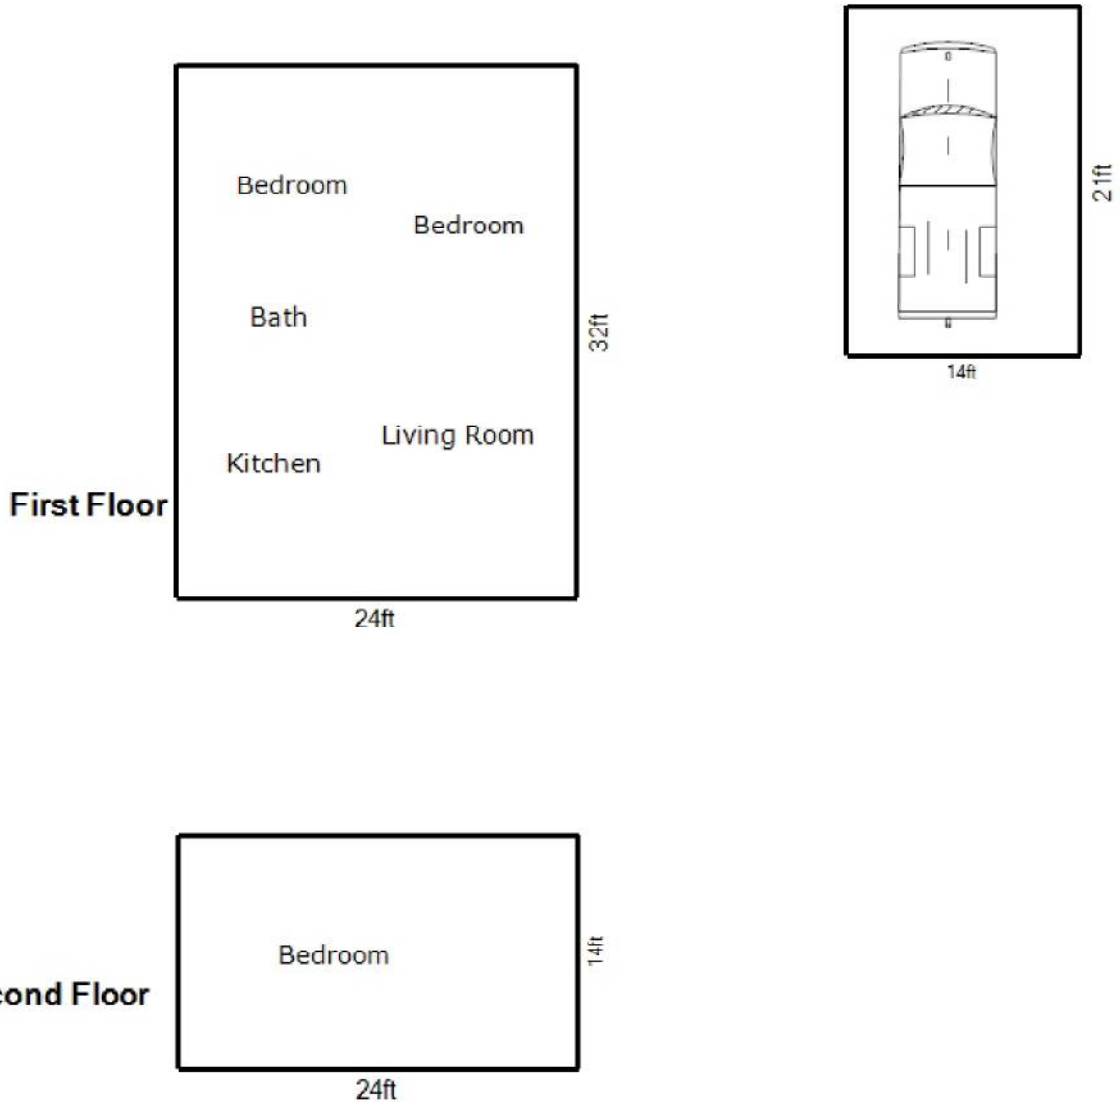 21ft
14ft
Bedroom
Bedroom
Bath
32ft
Living Room
Kitchen
First Floor
24ft
Bedroom
14ft
cond Floor
24ft